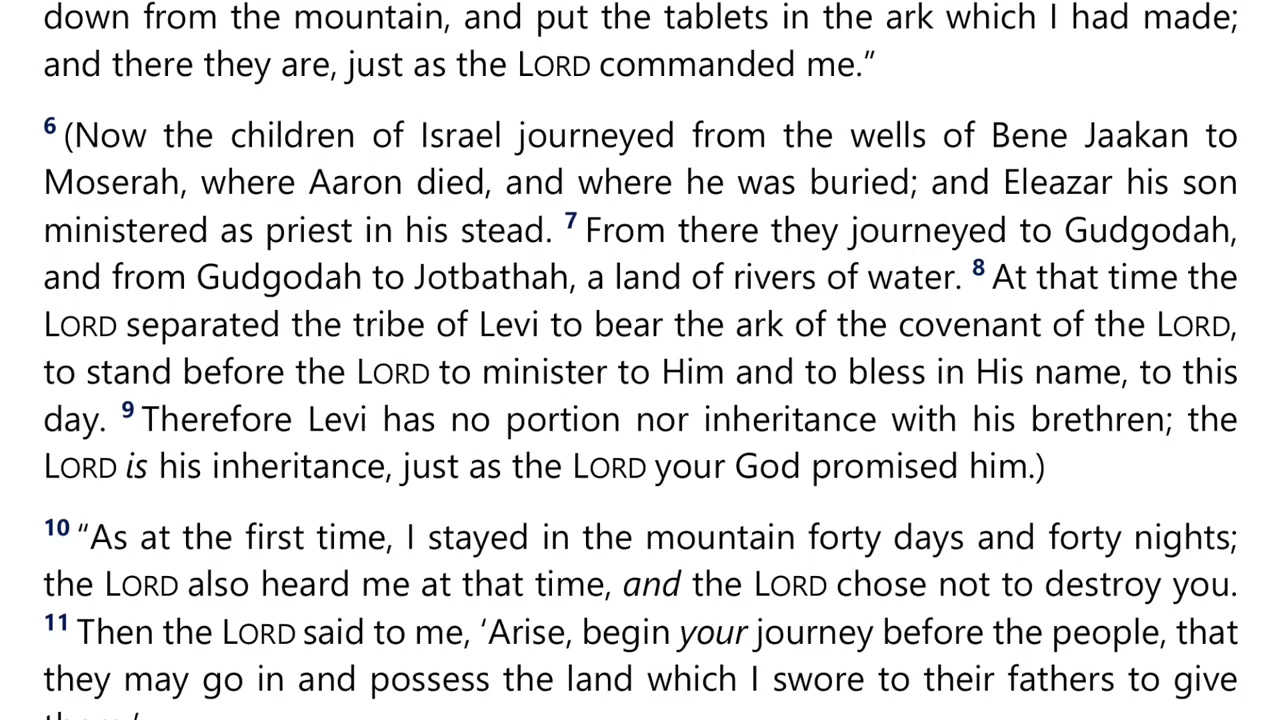 down from the mountain, and put the tablets in the ark which I had made;
and there they are, just as the LORD commanded me.”
6 (Now the children of Israel journeyed from the wells of Bene Jaakan to
Moserah, where Aaron died, and where he was buried; and Eleazar his son
ministered as priest in his stead. 7 From there they journeyed to Gudgodah,
and from Gudgodah to Jotbathah, a land of rivers of water. 8 At that time the
LORD separated the tribe of Levi to bear the ark of the covenant of the LORD,
to stand before the LORD to minister to Him and to bless in His name, to this
day. 9 Therefore Levi has no portion nor inheritance with his brethren; the
LORD is his inheritance, just as the LORD your God promised him.)
10 “As at the first time, I stayed in the mountain forty days and forty nights;
the LORD also heard me at that time, and the LORD chose not to destroy you.
11 Then the LORD said to me, ‘Arise, begin your journey before the people, that
they may go in and possess the land which I swore to their fathers to give